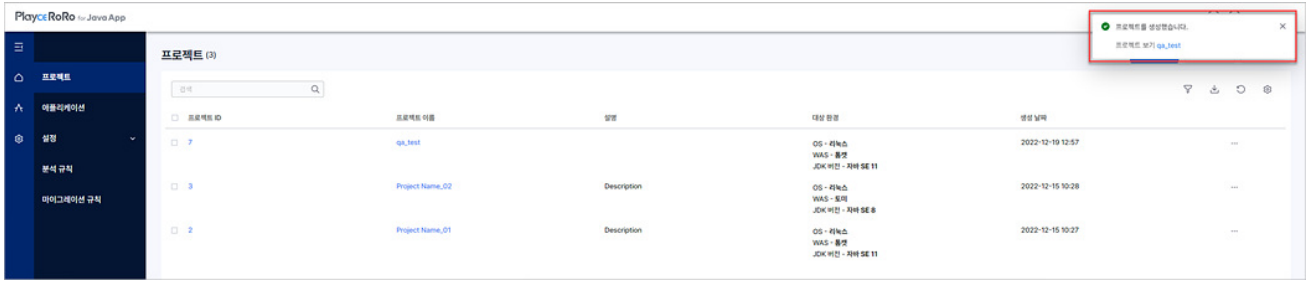 PlayceRoRo to Java App
프로젝트를 생성했습니다.
프로젝트 보기 qa_test
프로젝트 (3)
프로젝트
애플리케이션
설정
분석 규칙
마이그레이션 규칙
검색
프로젝트 ID 프로젝트 이름 설명 대상 환경 생성 날짜
7 qa_test OS - 리눅스 2022-12-19 12:57 ...
WAS - 톰캣
JDK 버전 - 자바 SE 11
3 Project Name_02 Description OS - 리눅스 2022-12-15 10:28 ...
WAS - 토미
JDK 버전 - 자바 SE 8
2 Project Name_01 Description OS - 리눅스 2022-12-15 10:27 ...
WAS - 톰캣
JDK 버전 - 자바 SE 11